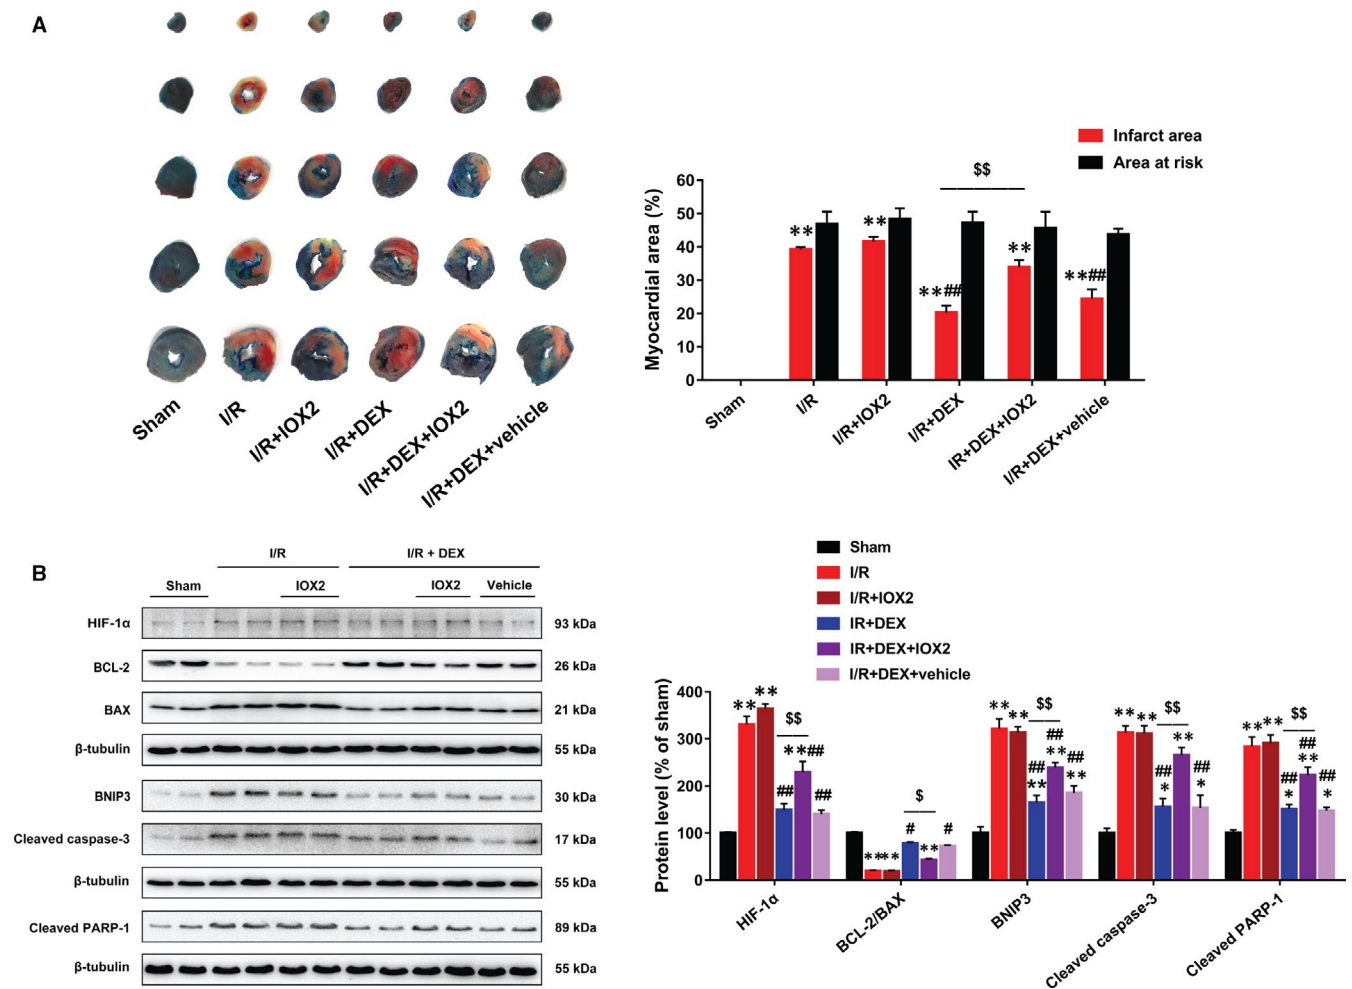 A
Sham
I/R
I/R+IOX2
I/R+DEX
I/R+DEX+IOX2
I/R+DEX+vehicle
Infarct area
Area at risk
Myocardial area (%)
60
50
40
30
20
10
0
$$
**
**
**##
**
**##
Sham
I/R
I/R+IOX2
I/R+DEX
IR+DEX+IOX2
I/R+DEX+vehicle
B
I/R
I/R + DEX
Sham
IOX2
IOX2
Vehicle
HIF-1α
93 kDa
BCL-2
26 kDa
BAX
21 kDa
β-tubulin
55 kDa
BNIP3
30 kDa
Cleaved caspase-3
17 kDa
β-tubulin
55 kDa
Cleaved PARP-1
89 kDa
β-tubulin
55 kDa
Sham
I/R
I/R+IOX2
IR+DEX
IR+DEX+IOX2
I/R+DEX+vehicle
Protein level (% of sham)
400
300
200
100
0
**
**
$$
##
**##
##
****
$
#
**
#
**
**
$$
##
**
##
**
##
**
**
**
$$
##
*
**
##
*
**
**
$$
##
*
##
**
##
*
HIF-1α
BCL-2/BAX
BNIP3
Cleaved caspase-3
Cleaved PARP-1